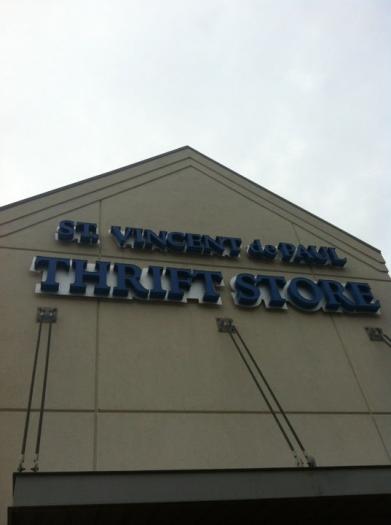 ST. VINCENT de PAUL
THRIFT STORE